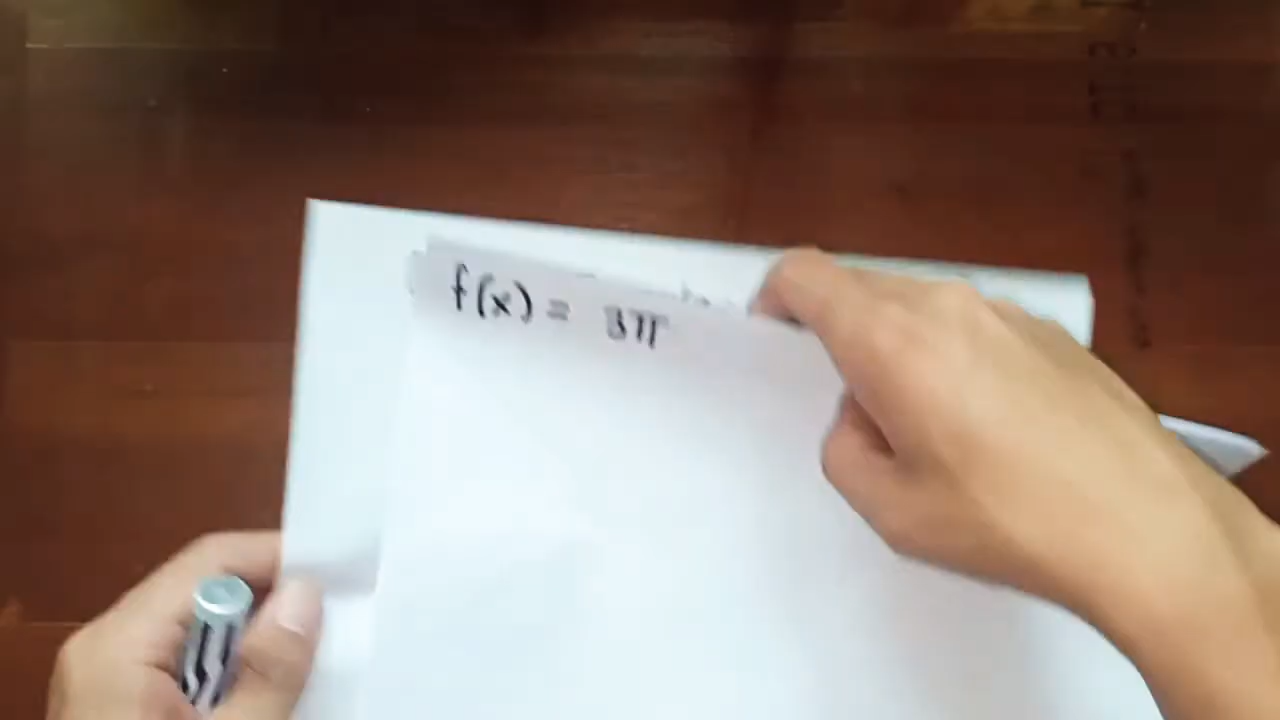 f(x) = 3π